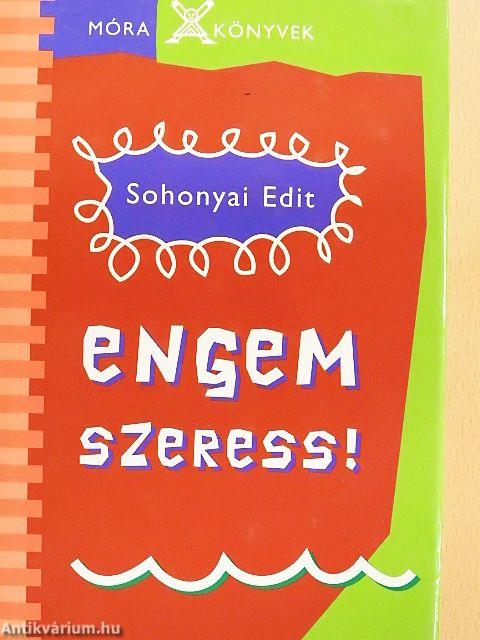 MÓRA KÖNYVEK
Sohonyai Edit
ENGEM
SZERESS!
Antikvárium.hu